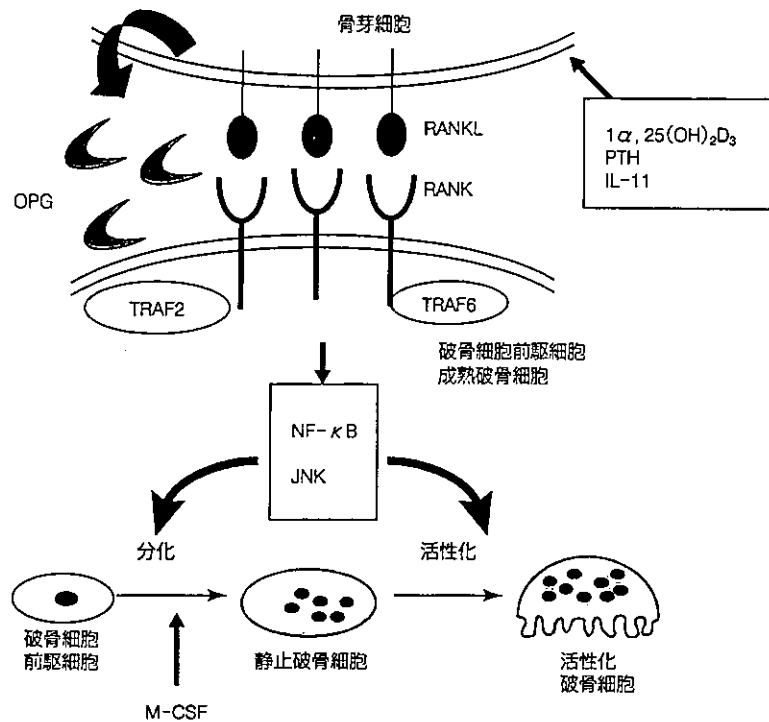 骨芽細胞
RANKL
RANK
OPG
1α, 25(OH)₂D₃
PTH
IL-11
TRAF2
TRAF6
破骨細胞前駆細胞
成熟破骨細胞
NF-κB
JNK
分化
活性化
破骨細胞
前駆細胞
静止破骨細胞
活性化
破骨細胞
M-CSF